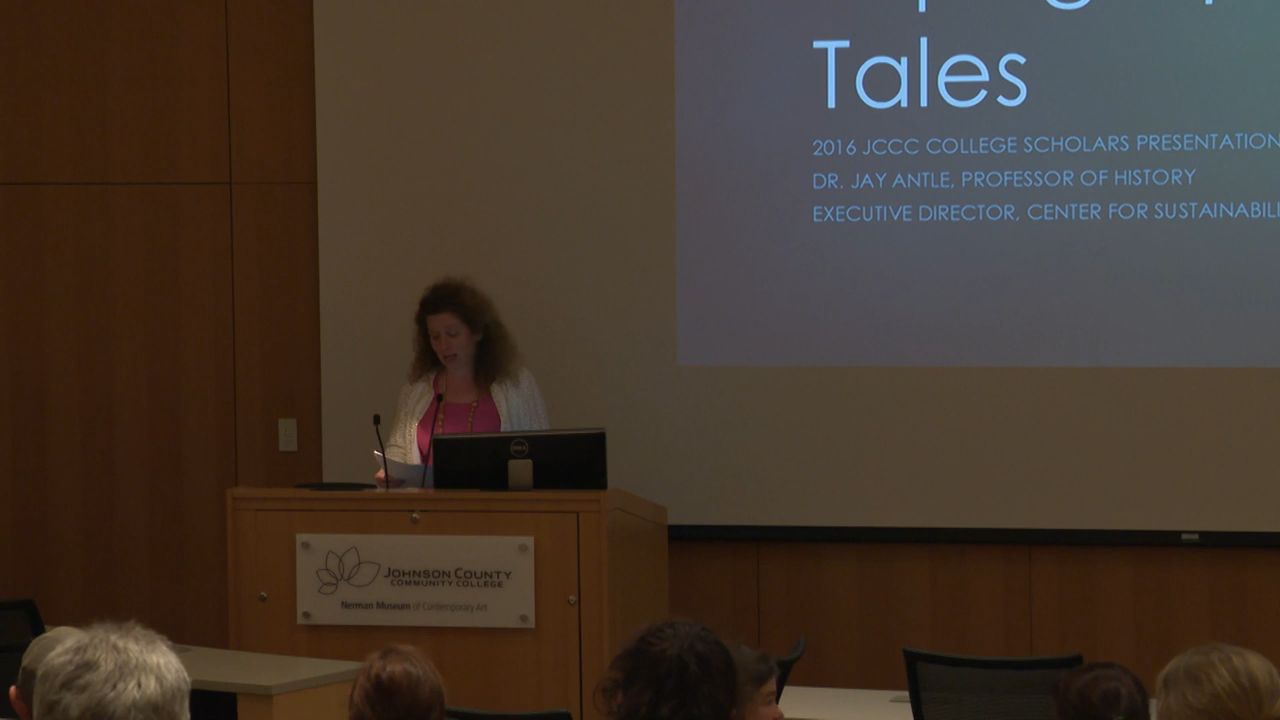 Tales
2016 JCCC COLLEGE SCHOLARS PRESENTATION
DR. JAY ANTLE, PROFESSOR OF HISTORY
EXECUTIVE DIRECTOR, CENTER FOR
DELL
JOHNSON COUNTY
COMMUNITY COLLEGE
Nerman Museum of Contemporary Art